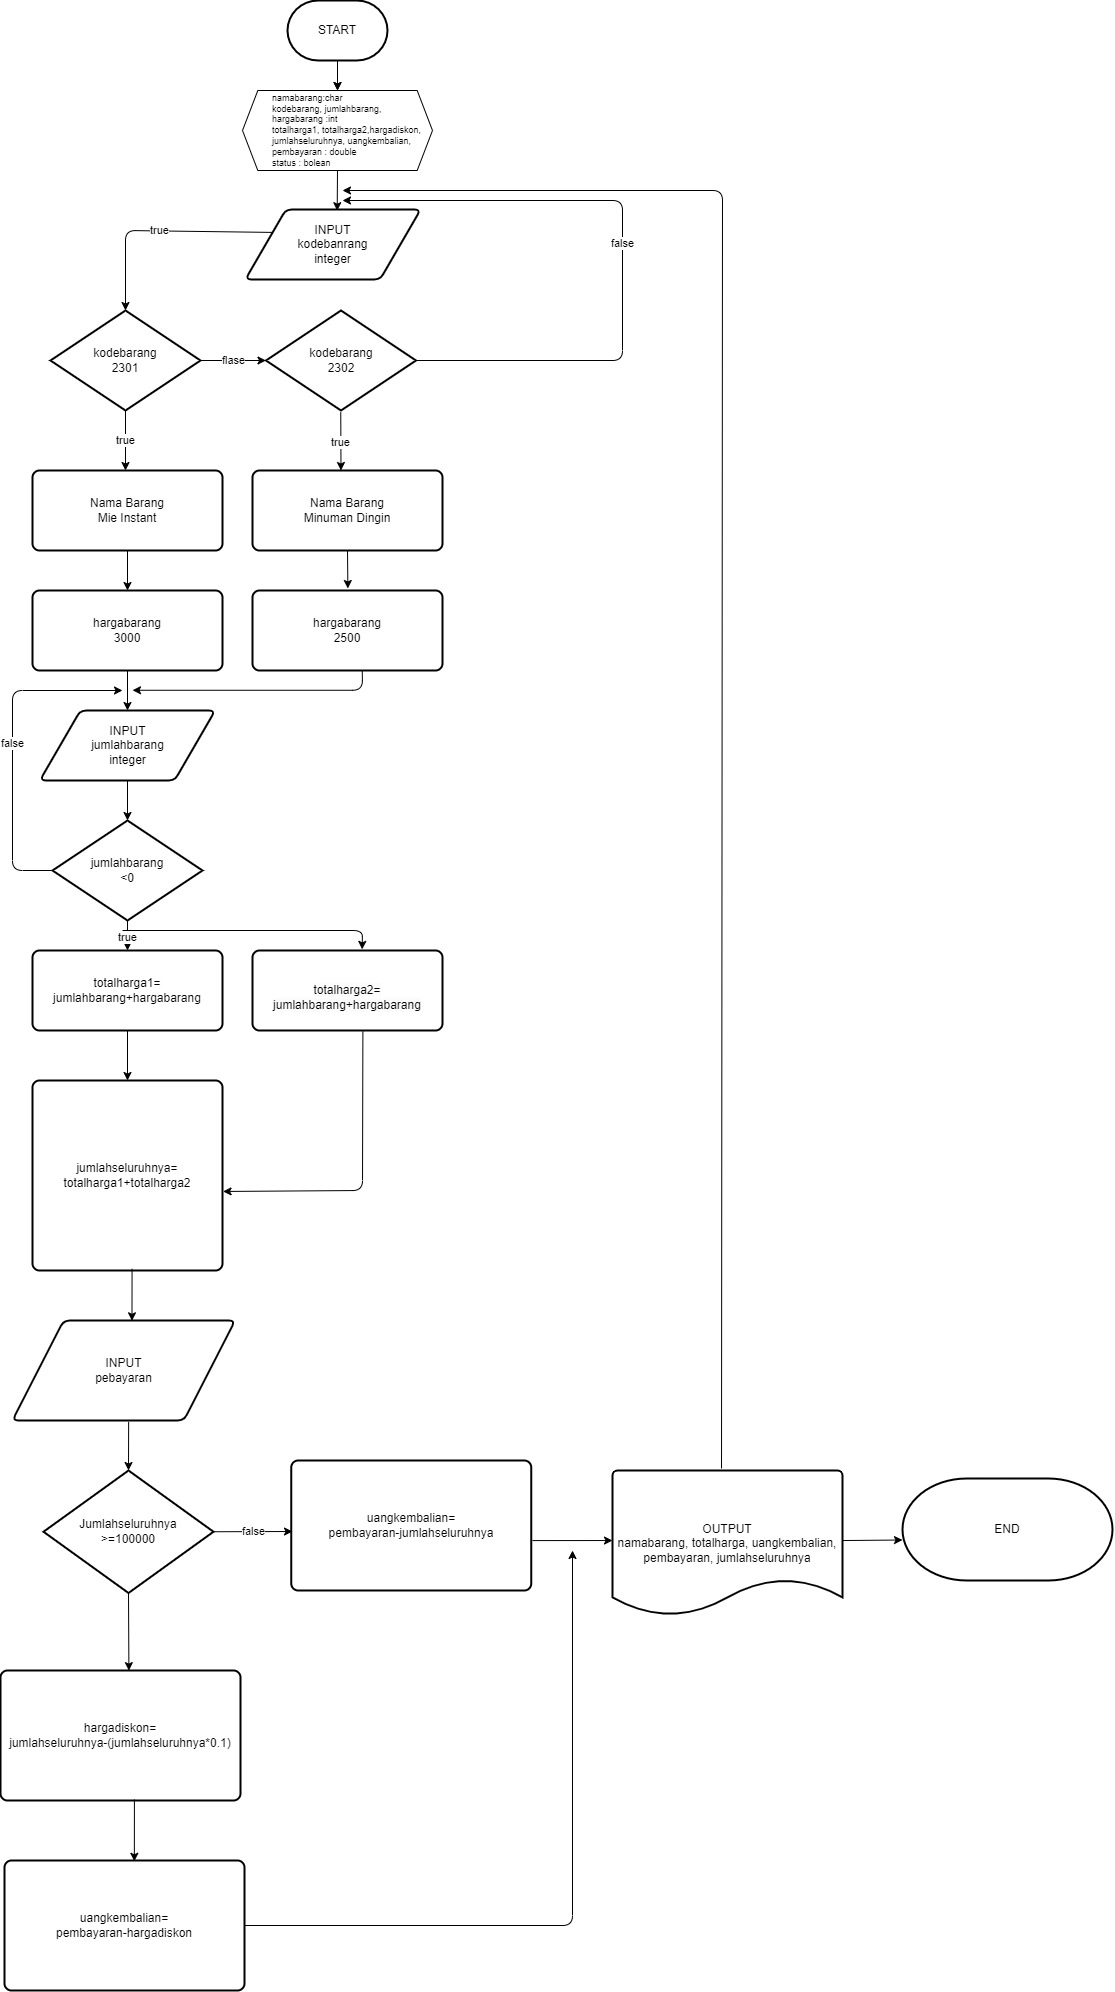 START
namabarang:char
kodebarang, jumlahbarang,
hargabarang :int
totalharga1, totalharga2,hargadiskon,
jumlahseluruhnya, uangkembalian,
pembayaran : double
status : bolean
INPUT
kodebanrang
integer
true
false
kodebarang
2301
flase
kodebarang
2302
true
true
Nama Barang
Mie Instant
Nama Barang
Minuman Dingin
hargabarang
3000
hargabarang
2500
INPUT
jumlahbarang
integer
false
jumlahbarang
<0
true
totalharga1=
jumlahbarang+hargabarang
totalharga2=
jumlahbarang+hargabarang
jumlahseluruhnya=
totalharga1+totalharga2
INPUT
pebayaran
Jumlahseluruhnya
>=100000
false
uangkembalian=
pembayaran-jumlahseluruhnya
OUTPUT
namabarang, totalharga, uangkembalian,
pembayaran, jumlahseluruhnya
END
hargadiskon=
jumlahseluruhnya-(jumlahseluruhnya*0.1)
uangkembalian=
pembayaran-hargadiskon